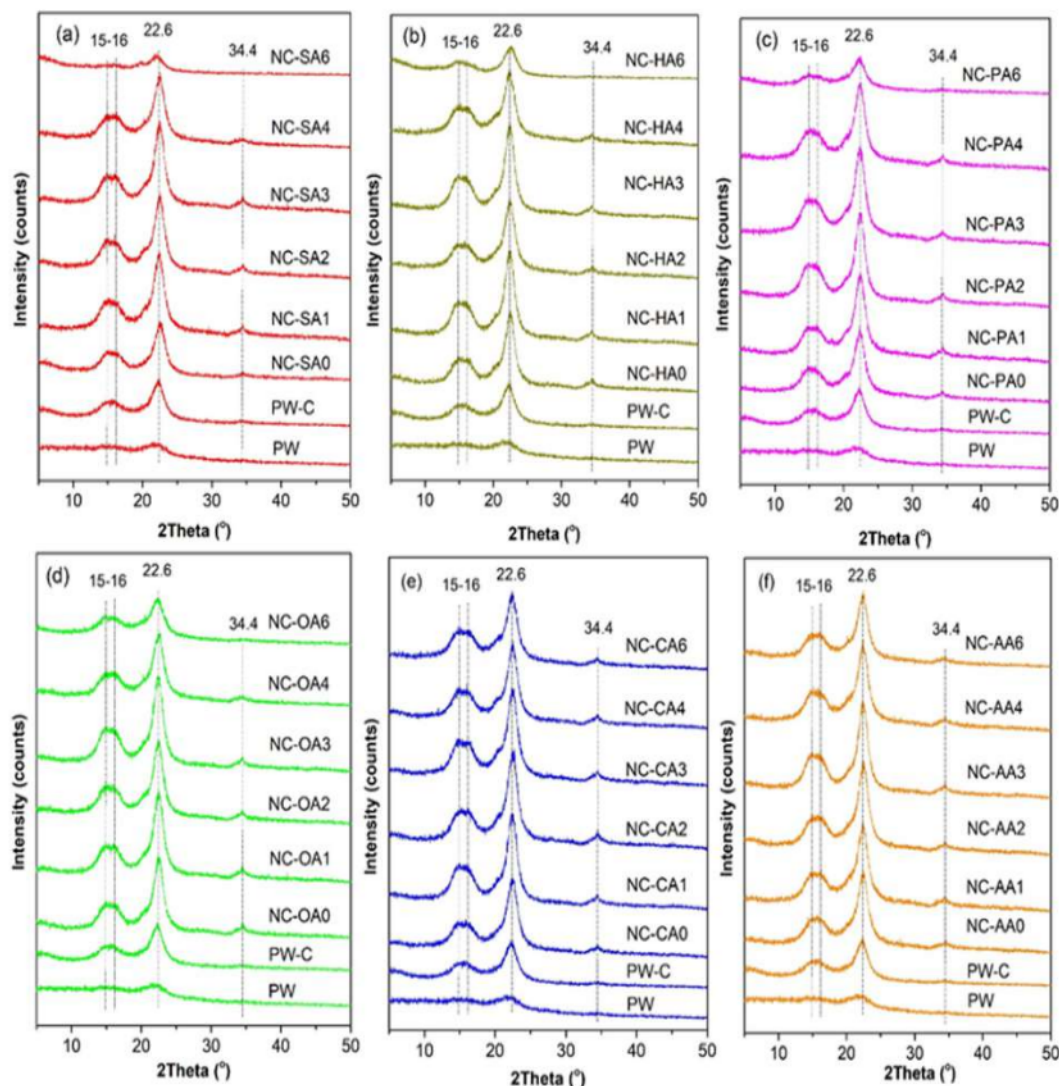 (a)
15-16
22.6
34.4
NC-SA6
NC-SA4
NC-SA3
NC-SA2
NC-SA1
NC-SA0
PW-C
PW
Intensity (counts)
10 20 30 40 50
2Theta (°)
(b)
15-16
22.6
34.4
NC-HA6
NC-HA4
NC-HA3
NC-HA2
NC-HA1
NC-HA0
PW-C
PW
Intensity (counts)
10 20 30 40 50
2Theta (°)
(c)
15-16
22.6
34.4
NC-PA6
NC-PA4
NC-PA3
NC-PA2
NC-PA1
NC-PA0
PW-C
PW
Intensity (counts)
10 20 30 40 50
2Theta (°)
(d)
15-16
22.6
34.4
NC-OA6
NC-OA4
NC-OA3
NC-OA2
NC-OA1
NC-OA0
PW-C
PW
Intensity (counts)
10 20 30 40 50
2Theta (°)
(e)
15-16
22.6
34.4
NC-CA6
NC-CA4
NC-CA3
NC-CA2
NC-CA1
NC-CA0
PW-C
PW
Intensity (counts)
10 20 30 40 50
2Theta (°)
(f)
15-16
22.6
34.4
NC-AA6
NC-AA4
NC-AA3
NC-AA2
NC-AA1
NC-AA0
PW-C
PW
Intensity (counts)
10 20 30 40 50
2Theta (°)